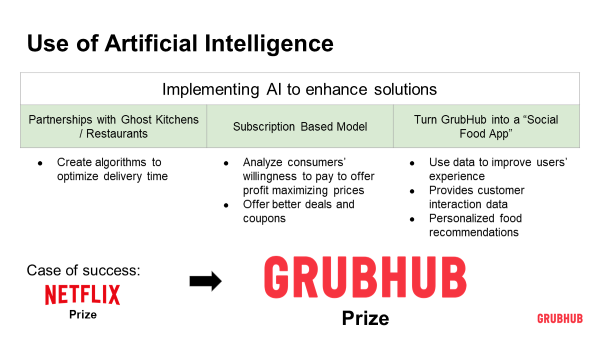 Use of Artificial Intelligence
Implementing AI to enhance solutions
Partnerships with Ghost Kitchens
/ Restaurants
Subscription Based Model
Turn GrubHub into a “Social
Food App”
● Create algorithms to
optimize delivery time
● Analyze consumers’
willingness to pay to offer
profit maximizing prices
● Offer better deals and
coupons
● Use data to improve users’
experience
● Provides customer
interaction data
● Personalized food
recommendations
Case of success:
NETFLIX
Prize
GRUBHUB
Prize
GRUBHUB